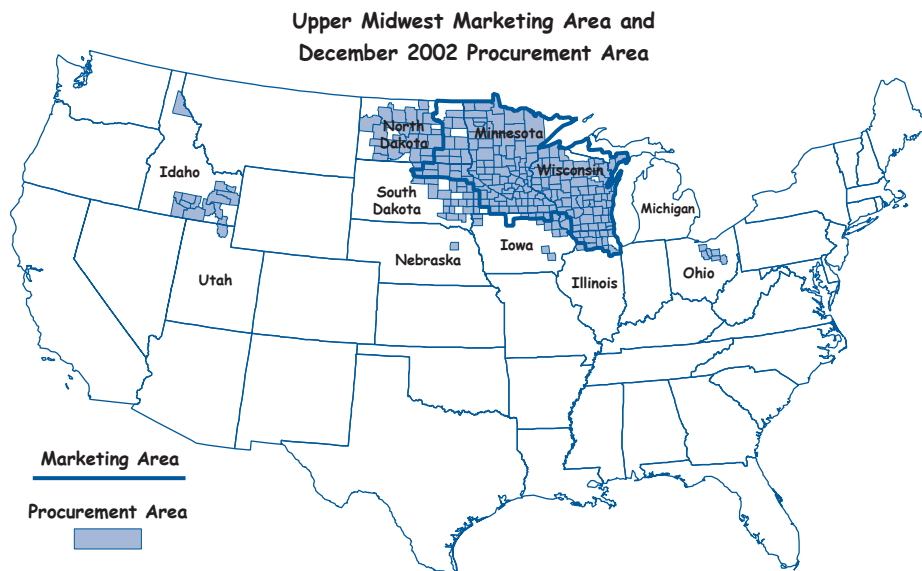 Upper Midwest Marketing Area and
December 2002 Procurement Area
North
Dakota
Minnesota
Idaho
Wisconsin
South
Dakota
Michigan
Iowa
Nebraska
Utah
Illinois
Ohio
Marketing Area
Procurement Area